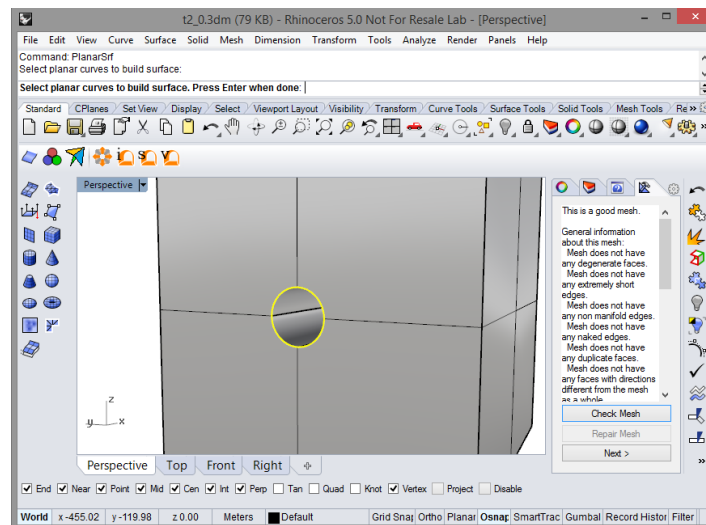 t2_0.3dm (79 KB) - Rhinoceros 5.0 Not For Resale Lab - [Perspective]
File Edit View Curve Surface Solid Mesh Dimension Transform Tools Analyze Render Panels Help
Command: PlanarSrf
Select planar curves to build surface:
Select planar curves to build surface. Press Enter when done:
Standard CPlanes Set View Display Select Viewport Layout Visibility Transform Curve Tools Surface Tools Solid Tools Mesh Tools Re »
Perspective
This is a good mesh.
General information
about this mesh:
Mesh does not have
any degenerate faces.
Mesh does not have
any extremely short
edges.
Mesh does not have
any non manifold edges.
Mesh does not have
any naked edges.
Mesh does not have
any duplicate faces.
Mesh does not have
any faces with directions
different from the mesh
as a whole.
Check Mesh
Repair Mesh
Next >
z
y x
Perspective Top Front Right
End Near Point Mid Cen Int Perp Tan Quad Knot Vertex Project Disable
World x -455.02 y -119.98 z 0.00 Meters Default Grid Snap Ortho Planar Osnap SmartTrac Gumbal Record Histor Filter